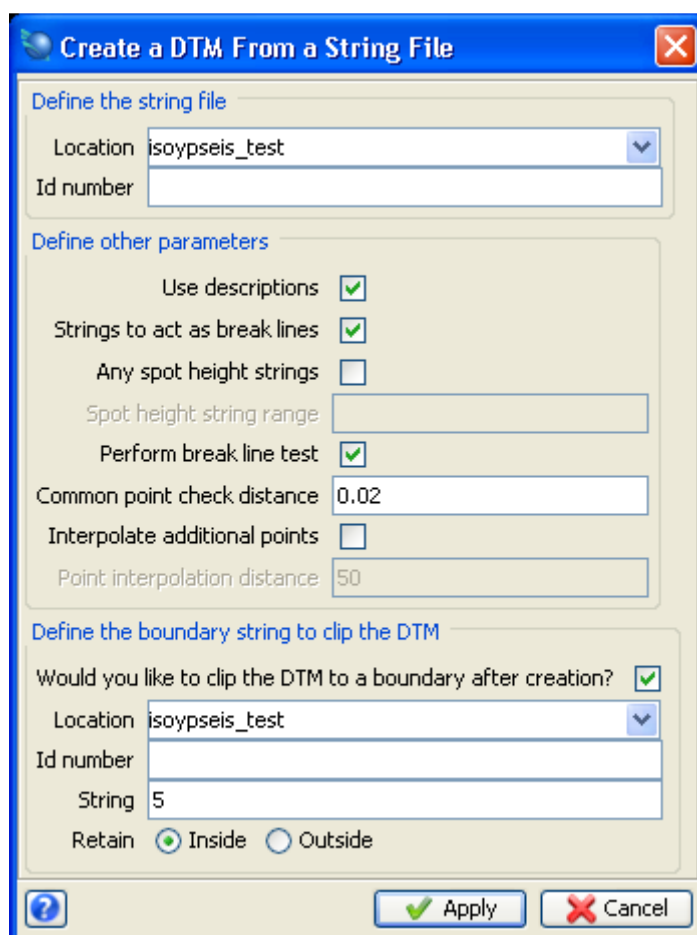 Create a DTM From a String File
Define the string file
Location isoypseis_test
Id number
Define other parameters
Use descriptions
Strings to act as break lines
Any spot height strings
Spot height string range
Perform break line test
Common point check distance 0.02
Interpolate additional points
Point interpolation distance 50
Define the boundary string to clip the DTM
Would you like to clip the DTM to a boundary after creation?
Location isoypseis_test
Id number
String 5
Retain Inside Outside
? Apply Cancel